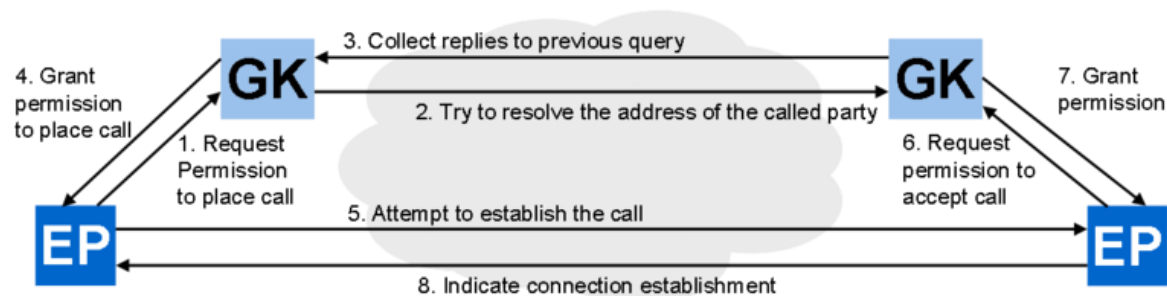 3. Collect replies to previous query
4. Grant
permission
to place call
GK
GK
7. Grant
permission
2. Try to resolve the address of the called party
1. Request
Permission
to place call
6. Request
permission to
accept call
EP
5. Attempt to establish the call
EP
8. Indicate connection establishment